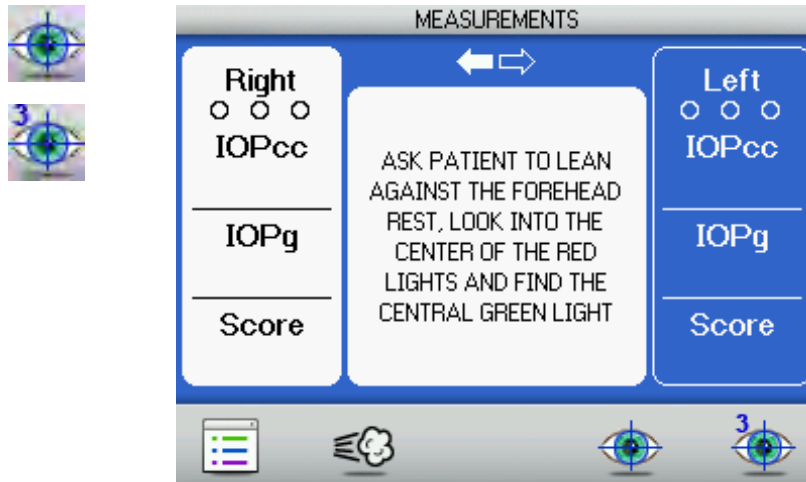 3
MEASUREMENTS
Right
IOPcc
IOPg
Score
ASK PATIENT TO LEAN
AGAINST THE FOREHEAD
REST, LOOK INTO THE
CENTER OF THE RED
LIGHTS AND FIND THE
CENTRAL GREEN LIGHT
Left
IOPcc
IOPg
Score
3